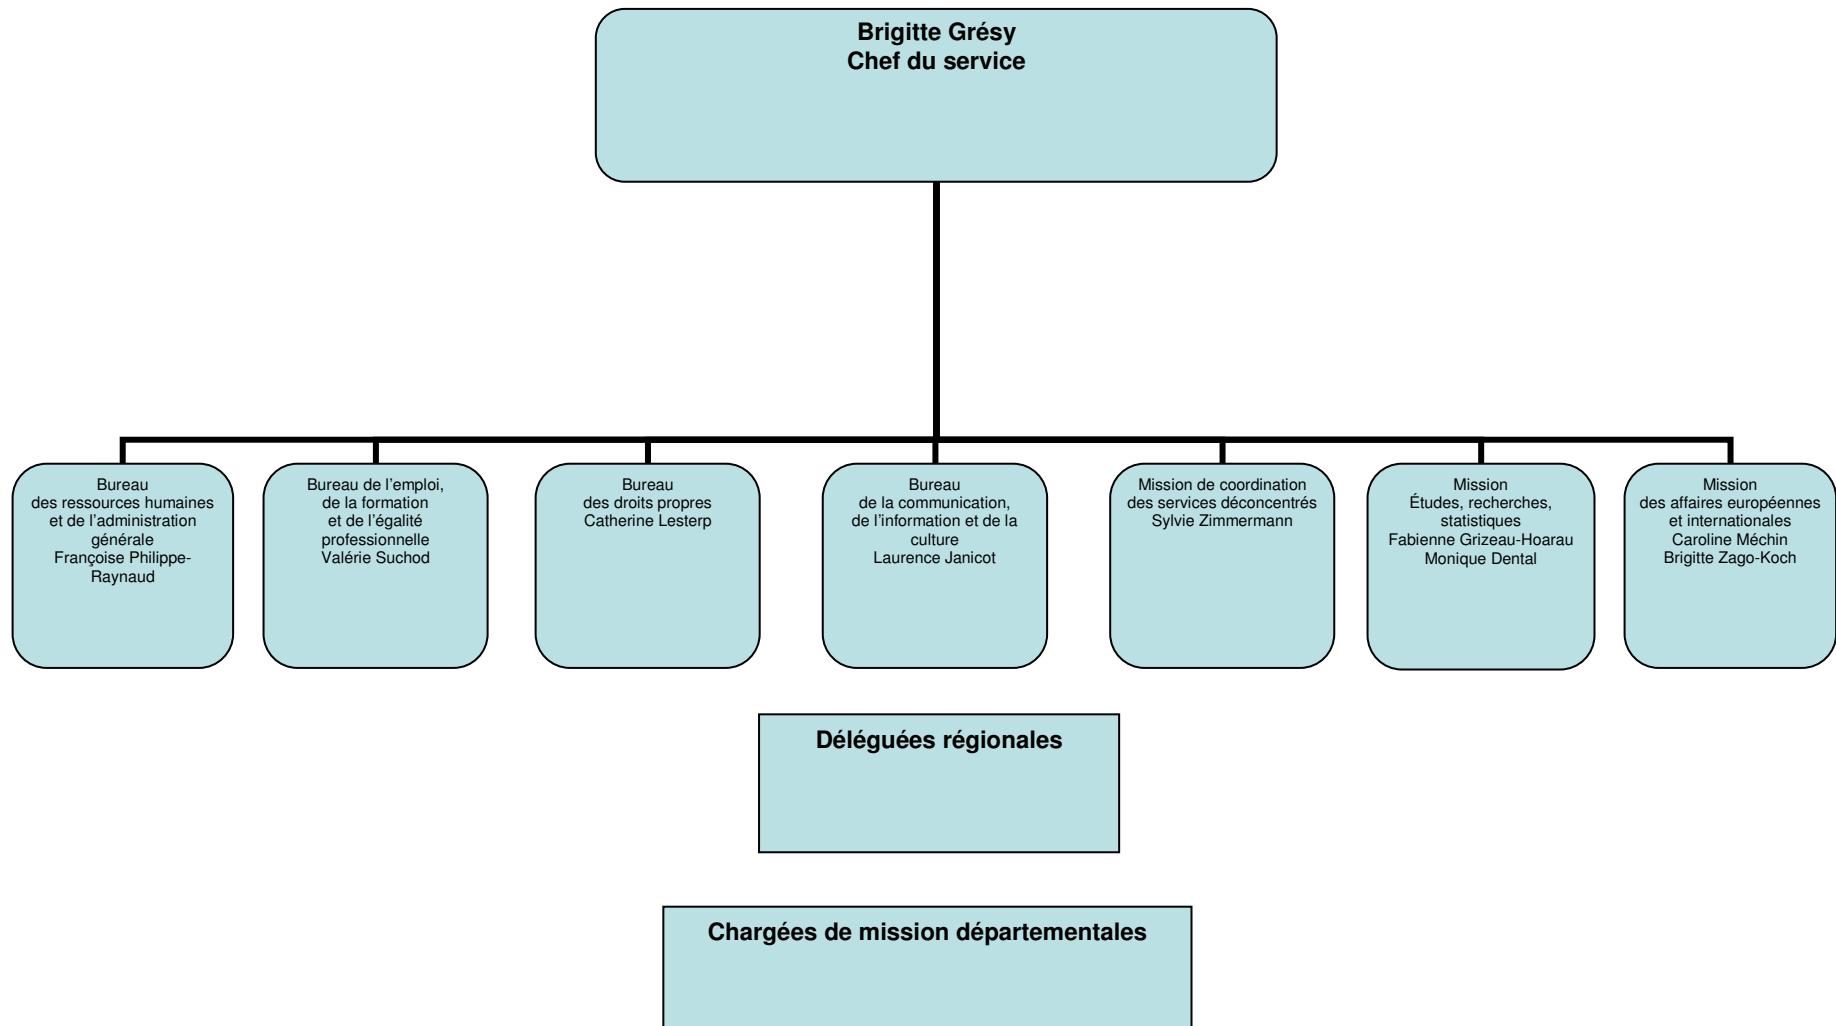 Brigitte Grésy
Chef du service
Bureau
des ressources humaines
et de l’administration
générale
Françoise Philippe-
Raynaud
Bureau de l’emploi,
de la formation
et de l’égalité
professionnelle
Valérie Suchod
Bureau
des droits propres
Catherine Lesterp
Bureau
de la communication,
de l’information et de la
culture
Laurence Janicot
Mission de coordination
des services déconcentrés
Sylvie Zimmermann
Mission
Études, recherches,
statistiques
Fabienne Grizeau-Hoarau
Monique Dental
Mission
des affaires européennes
et internationales
Caroline Méchin
Brigitte Zago-Koch
Déléguées régionales
Chargées de mission départementales